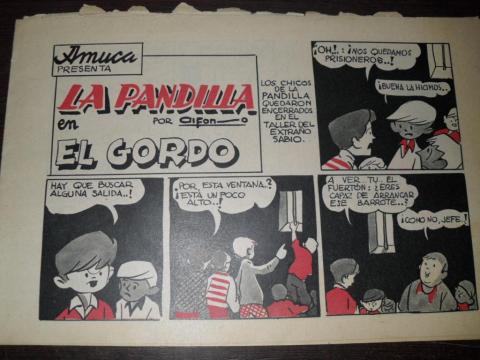 Amuca
PRESENTA
LA PANDILLA
en POR Alfonso
EL GORDO
LOS CHICOS
DE LA
PANDILLA
QUEDARON
ENCERRADOS
EN EL
TALLER DEL
EXTRAÑO
SABIO.
¡OH!.: ¡NOS QUEDAMOS
PRISIONEROS..!
¡BUENA LA HICIMOS...
HAY QUE BUSCAR
ALGUNA SALIDA..!
¿POR ESTA VENTANA..?
¡ESTÁ UN POCO
ALTO..!
A VER TU.. EL
FUERTÓN: ¿ERES
CAPAZ DE ARRANCAR
ESE BARROTE..?
¡COMO NO, JEFE.!